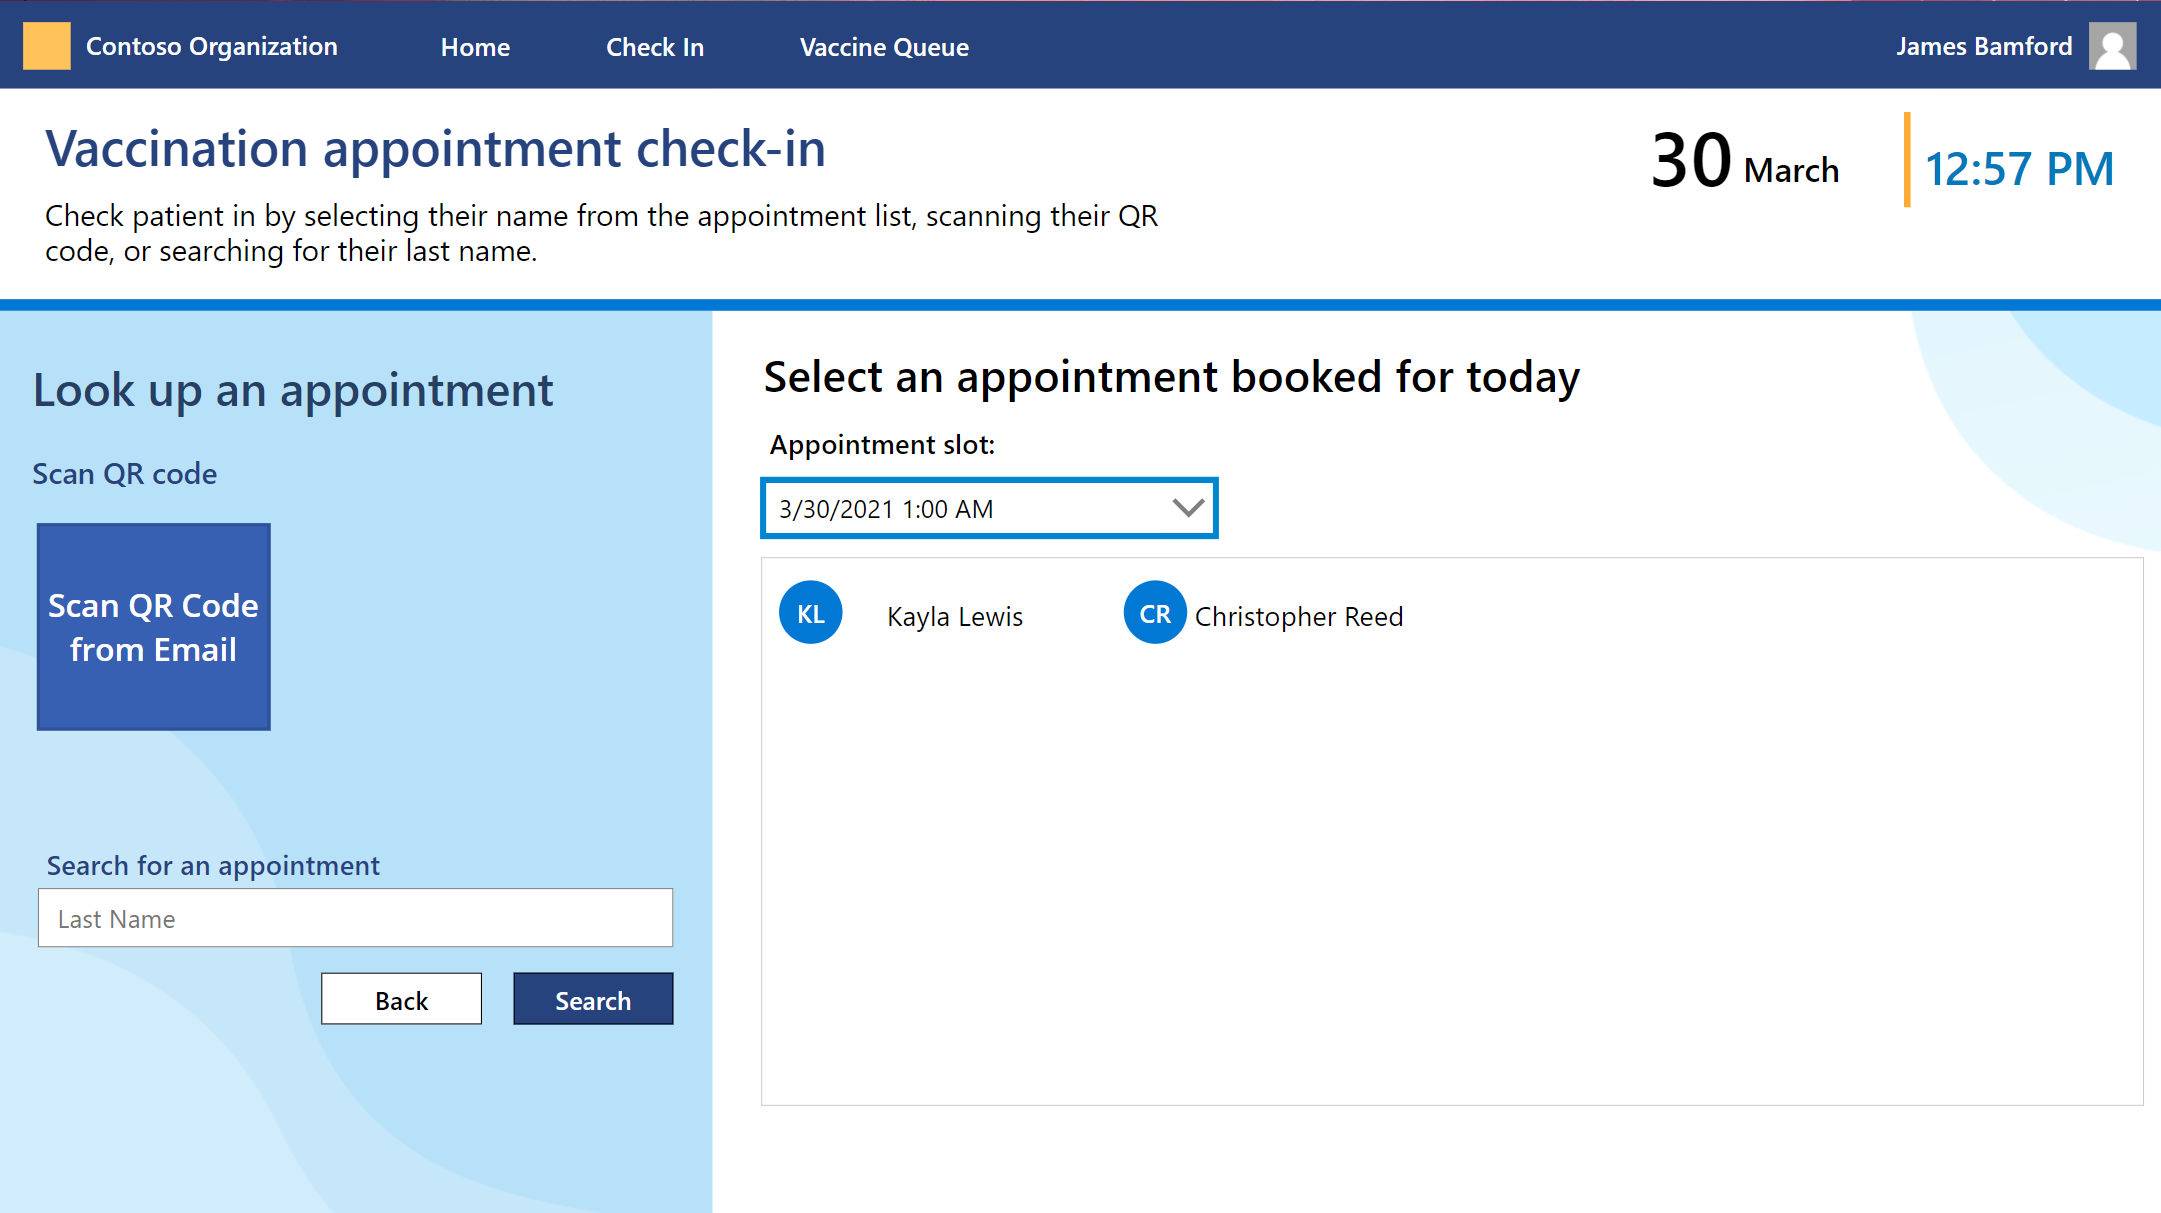 Contoso Organization
Home
Check In
Vaccine Queue
James Bamford
Vaccination appointment check-in
Check patient in by selecting their name from the appointment list, scanning their QR
code, or searching for their last name.
30 March
12:57 PM
Look up an appointment
Scan QR code
Scan QR Code
from Email
Search for an appointment
Last Name
Back
Search
Select an appointment booked for today
Appointment slot:
3/30/2021 1:00 AM
KL
Kayla Lewis
CR
Christopher Reed